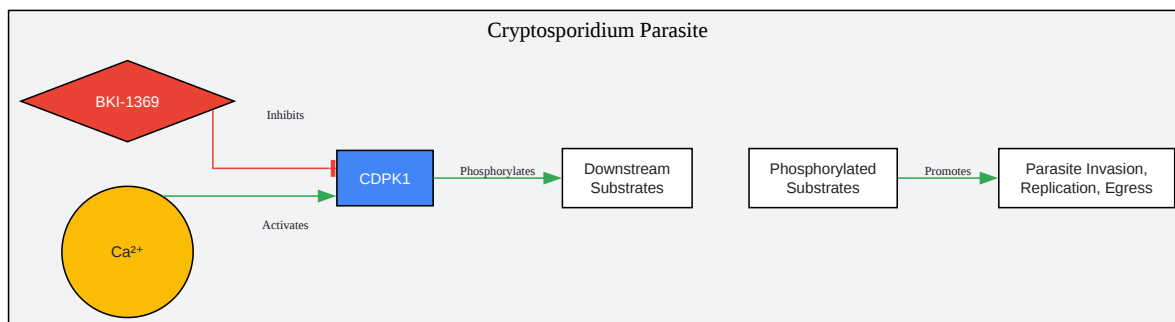 Cryptosporidium Parasite
BKI-1369
Inhibits
CDPK1
Phosphorylates
Downstream
Substrates
Phosphorylated
Substrates
Promotes
Parasite Invasion,
Replication, Egress
Ca²⁺
Activates